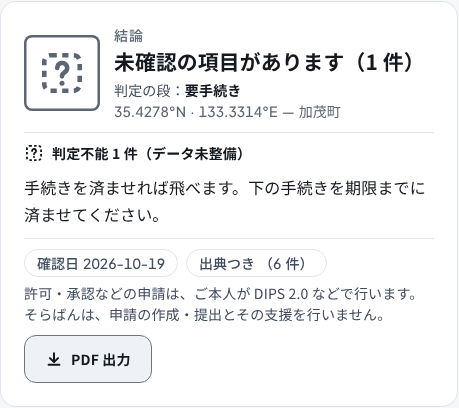 結論
未確認の項目があります（1 件）
判定の段：要手続き
35.4278°N · 133.3314°E — 加茂町
判定不能 1 件（データ未整備）
手続きを済ませれば飛べます。下の手続きを期限までに
済ませてください。
確認日 2026-10-19 出典つき （6 件）
許可・承認などの申請は、ご本人が DIPS 2.0 などで行います。
そらばんは、申請の作成・提出とその支援を行いません。
PDF 出力